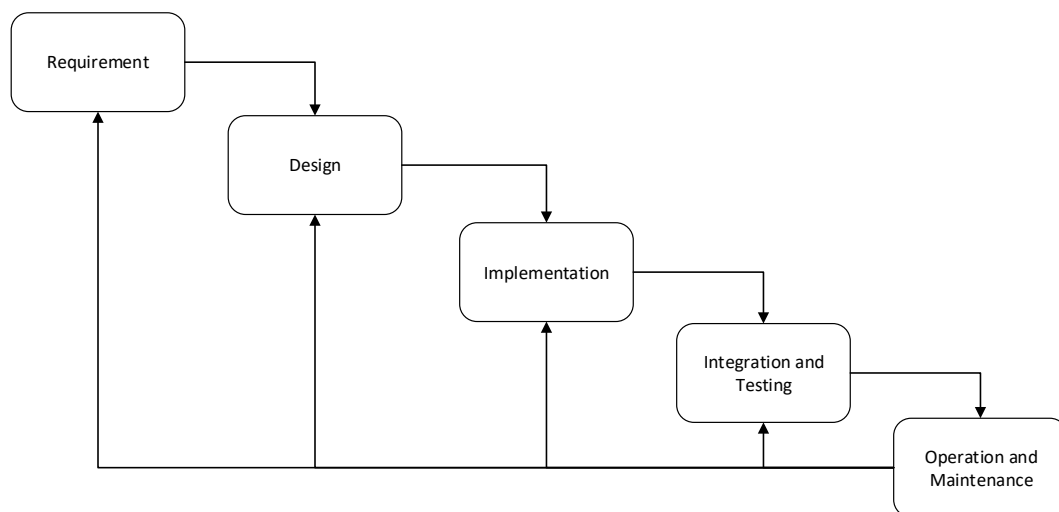 Requirement
Design
Implementation
Integration and
Testing
Operation and
Maintenance